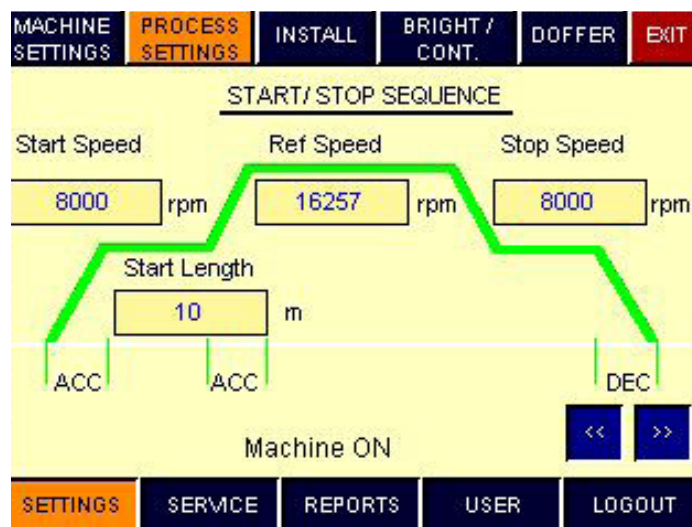 MACHINE SETTINGS
PROCESS SETTINGS
INSTALL
BRIGHT / CONT.
DOFFER
EXIT
START/ STOP SEQUENCE
Start Speed
Ref Speed
Stop Speed
8000 rpm
16257 rpm
8000 rpm
Start Length
10 m
ACC
ACC
DEC
<<
>>
Machine ON
SETTINGS
SERVICE
REPORTS
USER
LOGOUT